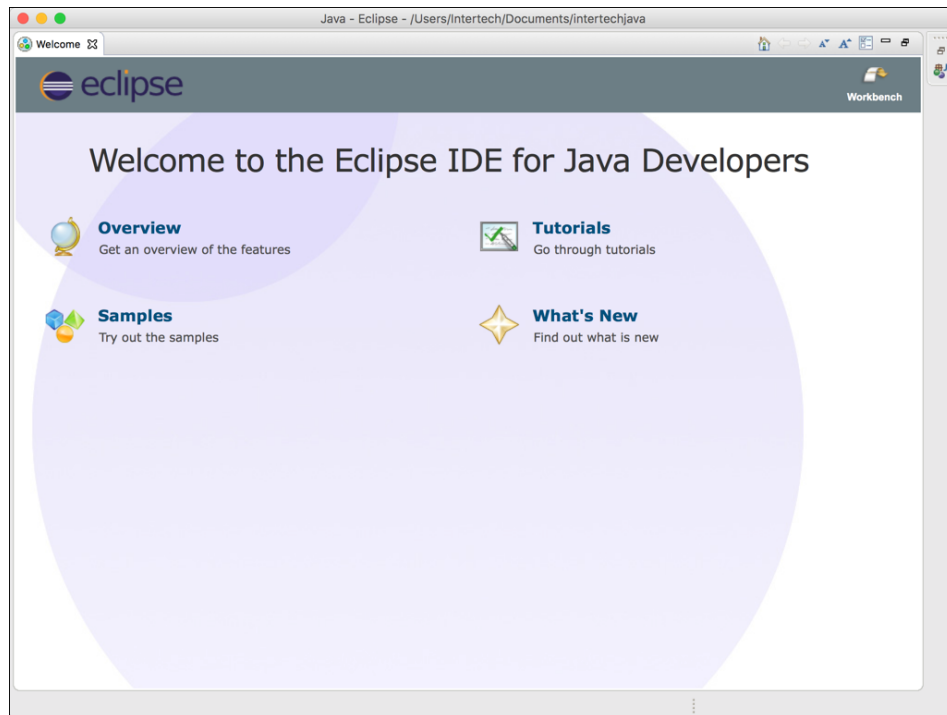 Java - Eclipse - /Users/Intertech/Documents/intertechjava
Welcome
eclipse
Workbench
Welcome to the Eclipse IDE for Java Developers
Overview
Get an overview of the features
Tutorials
Go through tutorials
Samples
Try out the samples
What's New
Find out what is new